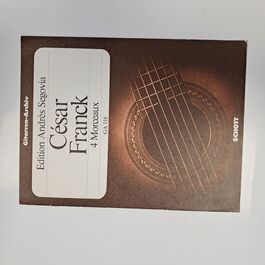 Gitarren-Archiv
Edition Andrés Segovia
César
Franck
4 Morceaux
GA 118
SCHOTT